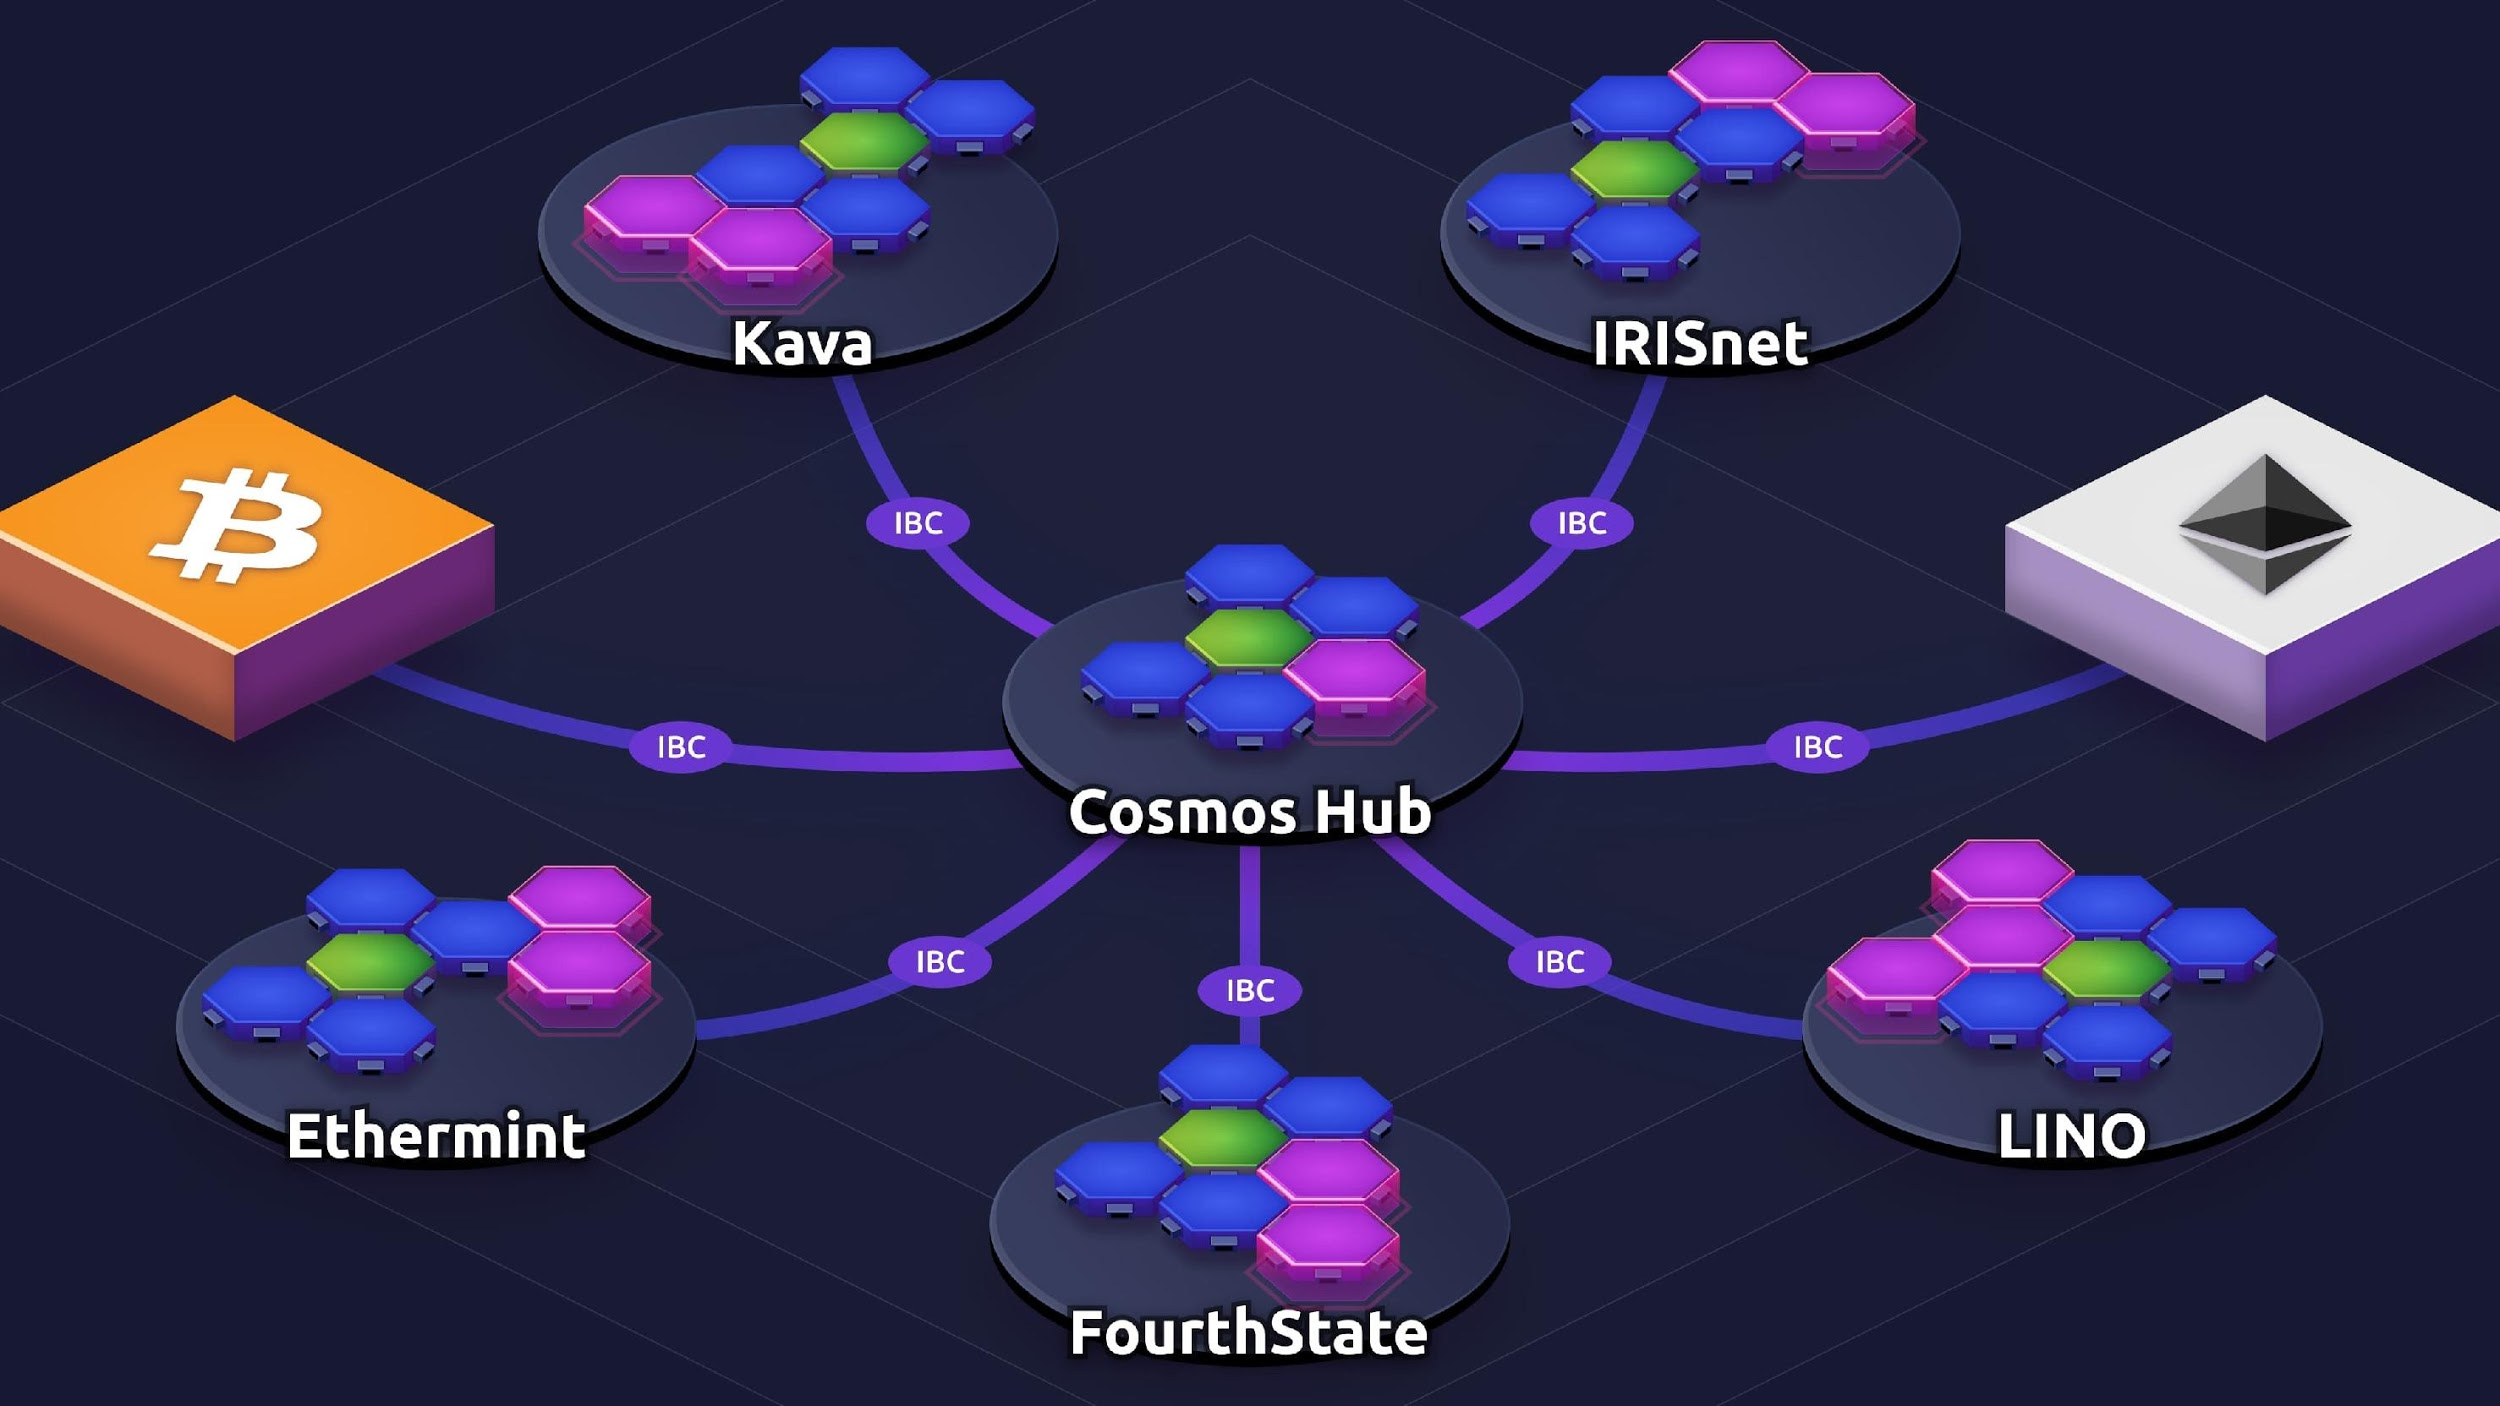 Kava
IRISnet
IBC
IBC
IBC
IBC
Cosmos Hub
IBC
IBC
IBC
Ethermint
LINO
FourthState